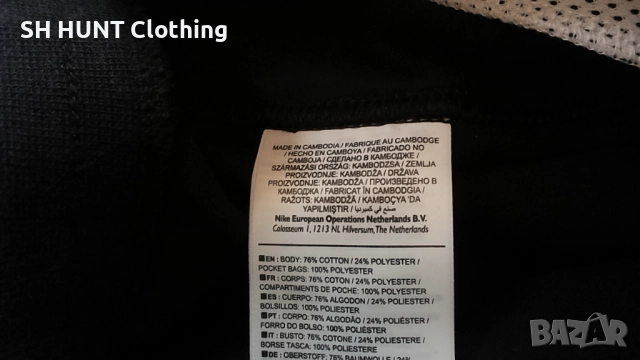 SH HUNT Clothing
MADE IN CAMBODIA / FABRIQUE AU CAMBODGE
/ HECHO EN CAMBOYA / FABRICADO NO
CAMBOJA / СДЕЛАНО В КАМБОДЖЕ /
SZÁRMAZÁSI ORSZÁG: KAMBODZSA / ZEMLJA
PROIZVODNJE: KAMBODŽA / DRŽAVA
PROIZVODNJE: KAMBODŽA / ПРОИЗВЕДЕНО В
КАМБОДЖА / FABRICAT ÎN CAMBODGIA /
RAŽOTS: KAMBODŽĀ / KAMBOÇYA 'DA
YAPILMIŞTIR / صنع في كمبوديا
Nike European Operations Netherlands B.V.
Colosseum 1, 1213 NL Hilversum, The Netherlands
EN: BODY: 76% COTTON / 24% POLYESTER /
POCKET BAGS: 100% POLYESTER
FR: CORPS: 76% COTON / 24% POLYESTER /
COMPARTIMENTS DE POCHE: 100% POLYESTER
ES: CUERPO: 76% ALGODON / 24% POLIESTER /
BOLSILLOS: 100% POLIESTER
PT: CORPO: 76% ALGODÃO / 24% POLIÉSTER /
FORRO DO BOLSO: 100% POLIÉSTER
IT: BUSTO: 76% COTONE / 24% POLIESTERE /
BORSE TASCA: 100% POLIESTERE
DE: OBERSTOFF: 76% BAUMWOLLE / 24%
BAZAR